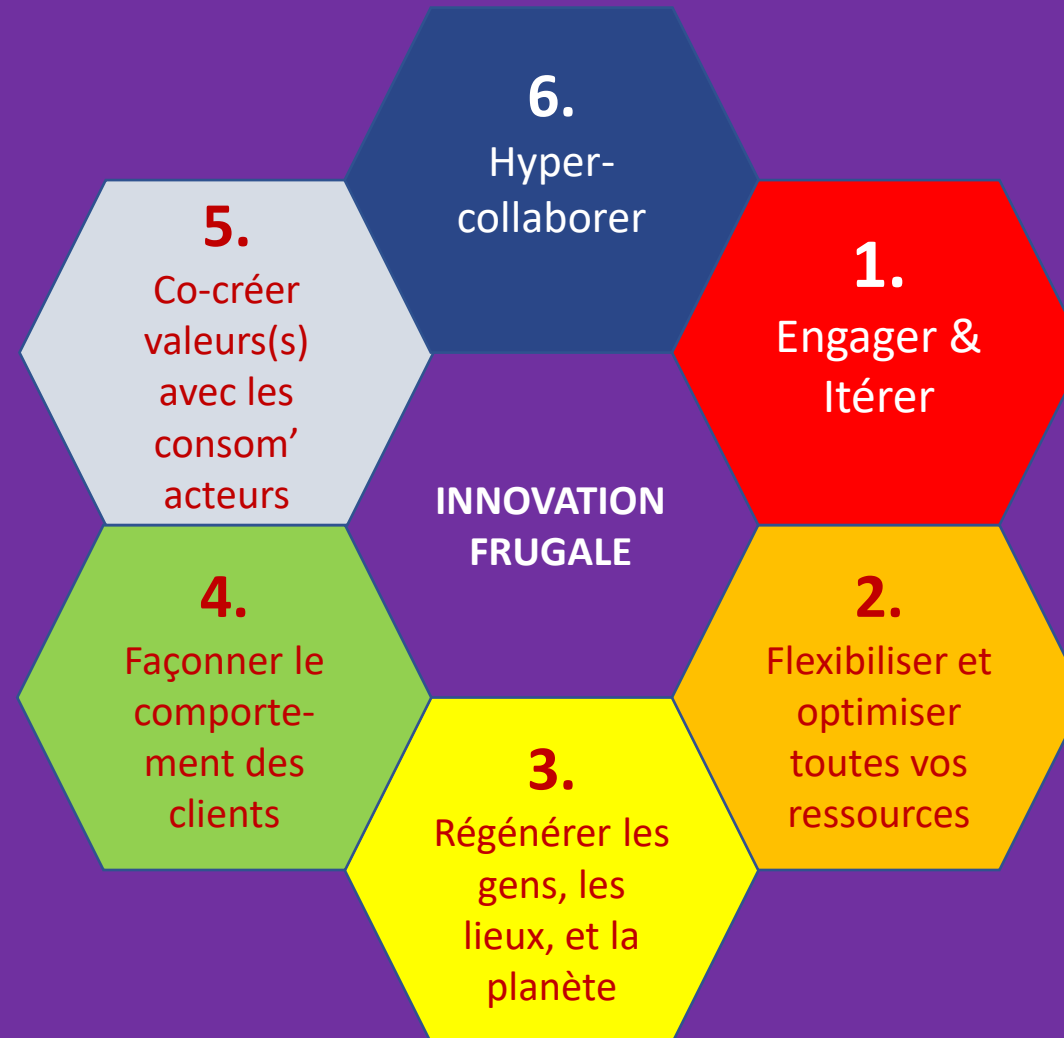 6.
Hyper-
collaborer
1.
Engager &
Itérer
2.
Flexibiliser et
optimiser
toutes vos
ressources
3.
Régénérer les
gens, les
lieux, et la
planète
4.
Façonner le
comporte-
ment des
clients
5.
Co-créer
valeurs(s)
avec les
consom’
acteurs
INNOVATION
FRUGALE